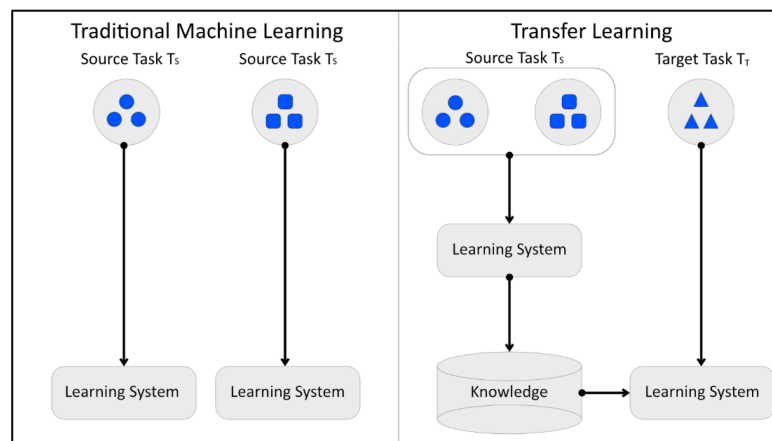 Traditional Machine Learning
Source Task Ts
Source Task Ts
Learning System
Learning System
Transfer Learning
Source Task Ts
Target Task TT
Learning System
Knowledge
Learning System